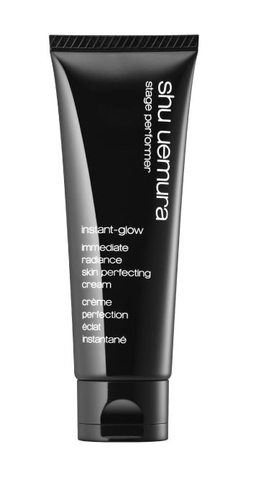 shu uemura
stage performer
instant-glow
immediate
radiance
skin perfecting
cream
crème
perfection
éclat
instantané